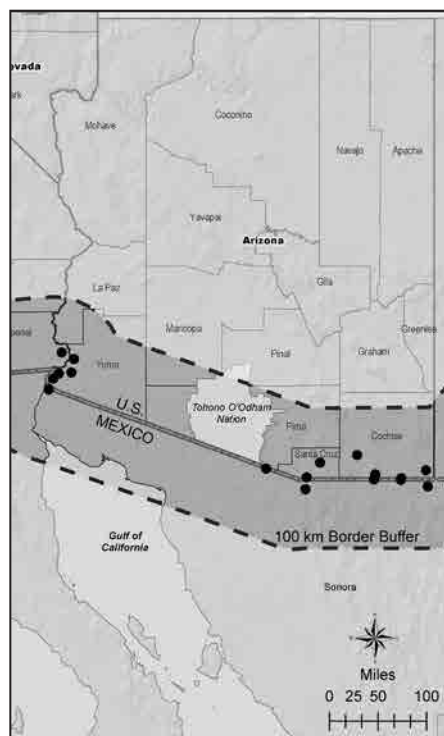 evada
Coconino
Mohave
Navajo
Apache
Yavapai
Arizona
La Paz
Gila
Maricopa
Pinal
Graham
Greenlee
Yuma
Tohono O'Odham
Nation
U.S.
MEXICO
Pima
Cochise
Santa Cruz
100 km Border Buffer
Gulf of
California
Sonora
Miles
0 25 50 100